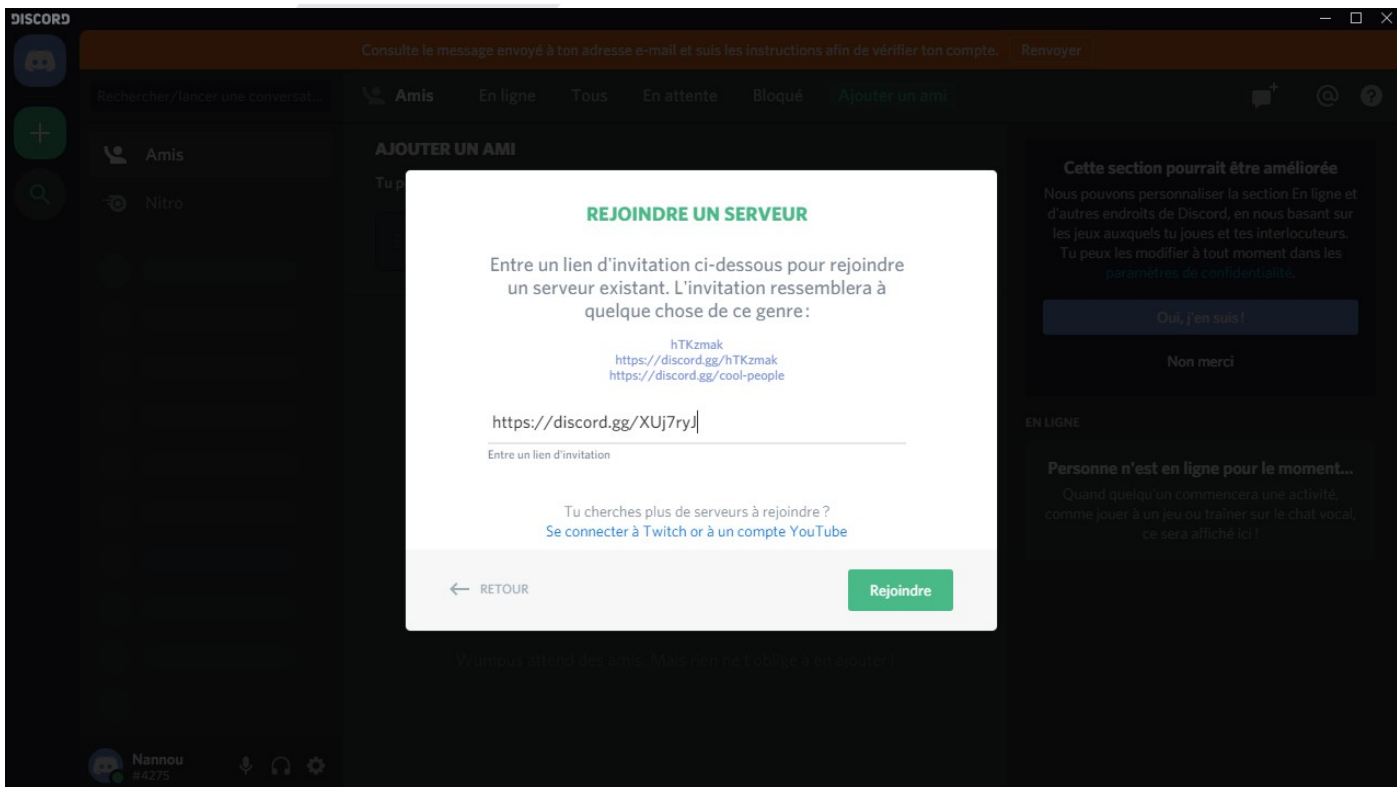 DISCORD
Consulte le message envoyé à ton adresse e-mail et suis les instructions afin de vérifier ton compte. Renvoyer
Rechercher/lancer une conversat...
Amis En ligne Tous En attente Bloqué Ajouter un ami
Amis
Nitro
AJOUTER UN AMI
Tu p
REJOINDRE UN SERVEUR
Entre un lien d'invitation ci-dessous pour rejoindre
un serveur existant. L'invitation ressemblera à
quelque chose de ce genre :
hTKzmak
https://discord.gg/hTKzmak
https://discord.gg/cool-people
https://discord.gg/XUj7ryJ
Entre un lien d'invitation
Tu cherches plus de serveurs à rejoindre ?
Se connecter à Twitch or à un compte YouTube
RETOUR
Rejoindre
Wumpus attend des amis. Mais rien ne t'oblige à en ajouter !
Cette section pourrait être améliorée
Nous pouvons personnaliser la section En ligne et
d'autres endroits de Discord, en nous basant sur
les jeux auxquels tu joues et tes interlocuteurs.
Tu peux les modifier à tout moment dans les
paramètres de confidentialité.
Oui, j'en suis !
Non merci
EN LIGNE
Personne n'est en ligne pour le moment...
Quand quelqu'un commencera une activité,
comme jouer à un jeu ou traîner sur le chat vocal,
ce sera affiché ici !
Nannou
#4275